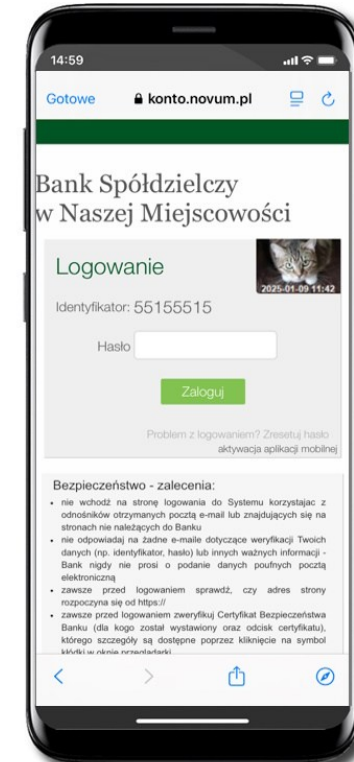 14:59
Gotowe
konto.novum.pl
Bank Spółdzielczy
w Naszej Miejscowości
Logowanie
2025-01-09 11:42
Identyfikator: 55155515
Hasło
Zaloguj
Problem z logowaniem? Zresetuj hasło
aktywacja aplikacji mobilnej
Bezpieczeństwo - zalecenia:
• nie wchodź na stronę logowania do Systemu korzystając z
odnośników otrzymanych pocztą e-mail lub znajdujących się na
stronach nie należących do Banku
• nie odpowiadaj na żadne e-maile dotyczące weryfikacji Twoich
danych (np. identyfikator, hasło) lub innych ważnych informacji -
Bank nigdy nie prosi o podanie danych poufnych pocztą
elektroniczną
• zawsze przed logowaniem sprawdź, czy adres strony
rozpoczyna się od https://
• zawsze przed logowaniem zweryfikuj Certyfikat Bezpieczeństwa
Banku (dla kogo został wystawiony oraz odcisk certyfikatu),
którego szczegóły są dostępne poprzez kliknięcie na symbol
kłódki w oknie przeglądarki